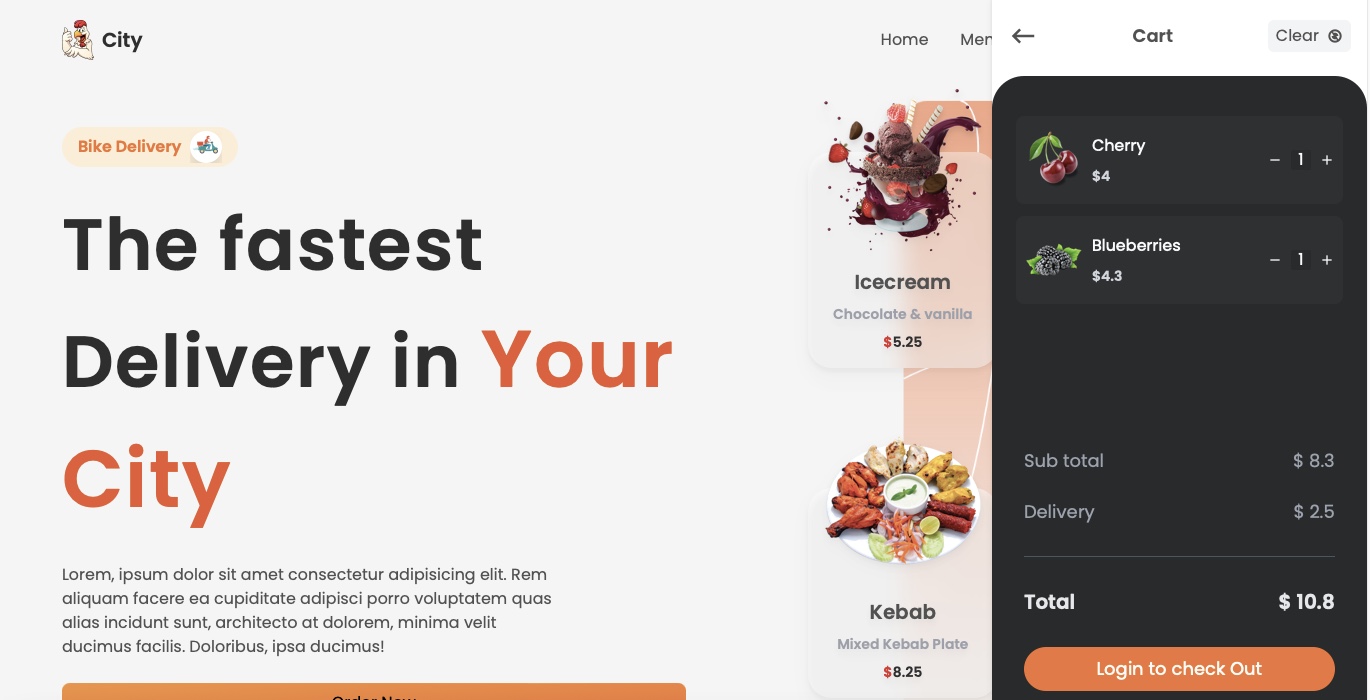 City
Home
Bike Delivery
The fastest
Delivery in Your
City
Lorem, ipsum dolor sit amet consectetur adipisicing elit. Rem
aliquam facere ea cupiditate adipisci porro voluptatem quas
alias incidunt sunt, architecto at dolorem, minima velit
ducimus facilis. Doloribus, ipsa ducimus!
Order Now
Icecream
Chocolate & vanilla
$5.25
Kebab
Mixed Kebab Plate
$8.25
Cart
Clear
Cherry
$4
− 1 +
Blueberries
$4.3
− 1 +
Sub total $ 8.3
Delivery $ 2.5
Total $ 10.8
Login to check Out